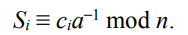 Sᵢ ≡ cᵢa⁻¹ mod n.